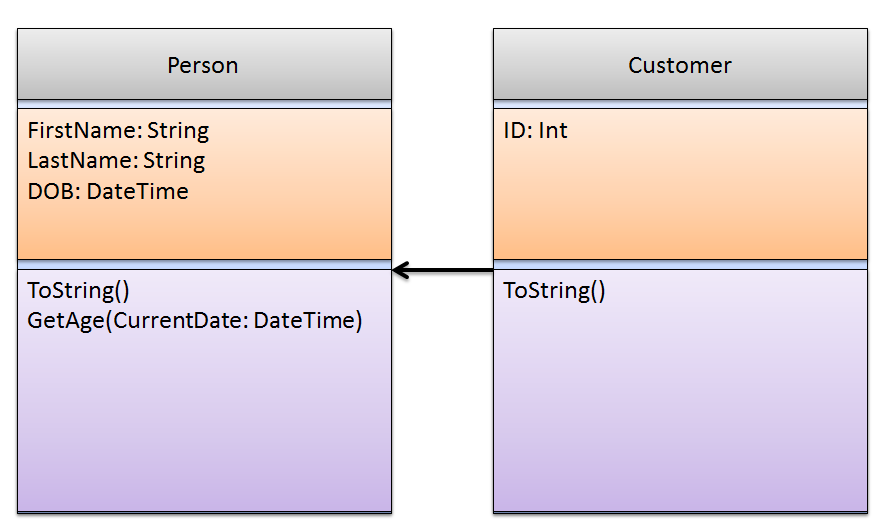 Person
FirstName: String
LastName: String
DOB: DateTime
ToString()
GetAge(CurrentDate: DateTime)
Customer
ID: Int
ToString()